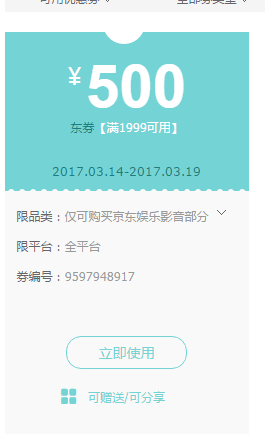 ¥500
东券【满1999可用】
2017.03.14-2017.03.19
限品类：仅可购买京东娱乐影音部分
限平台：全平台
券编号：9597948917
立即使用
可赠送/可分享